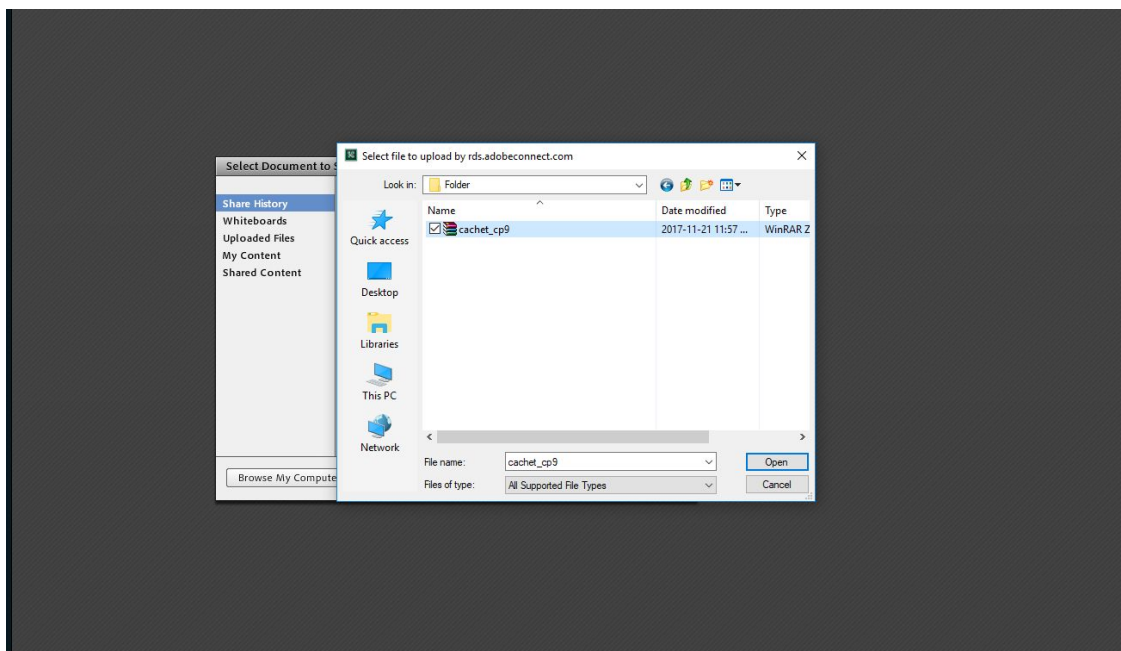 Select Document to S
Share History
Whiteboards
Uploaded Files
My Content
Shared Content
Browse My Compute
Select file to upload by rds.adobeconnect.com
Look in:
Folder
Quick access
Desktop
Libraries
This PC
Network
Name
Date modified
Type
cachet_cp9
2017-11-21 11:57 ...
WinRAR Z
File name:
cachet_cp9
Open
Files of type:
All Supported File Types
Cancel